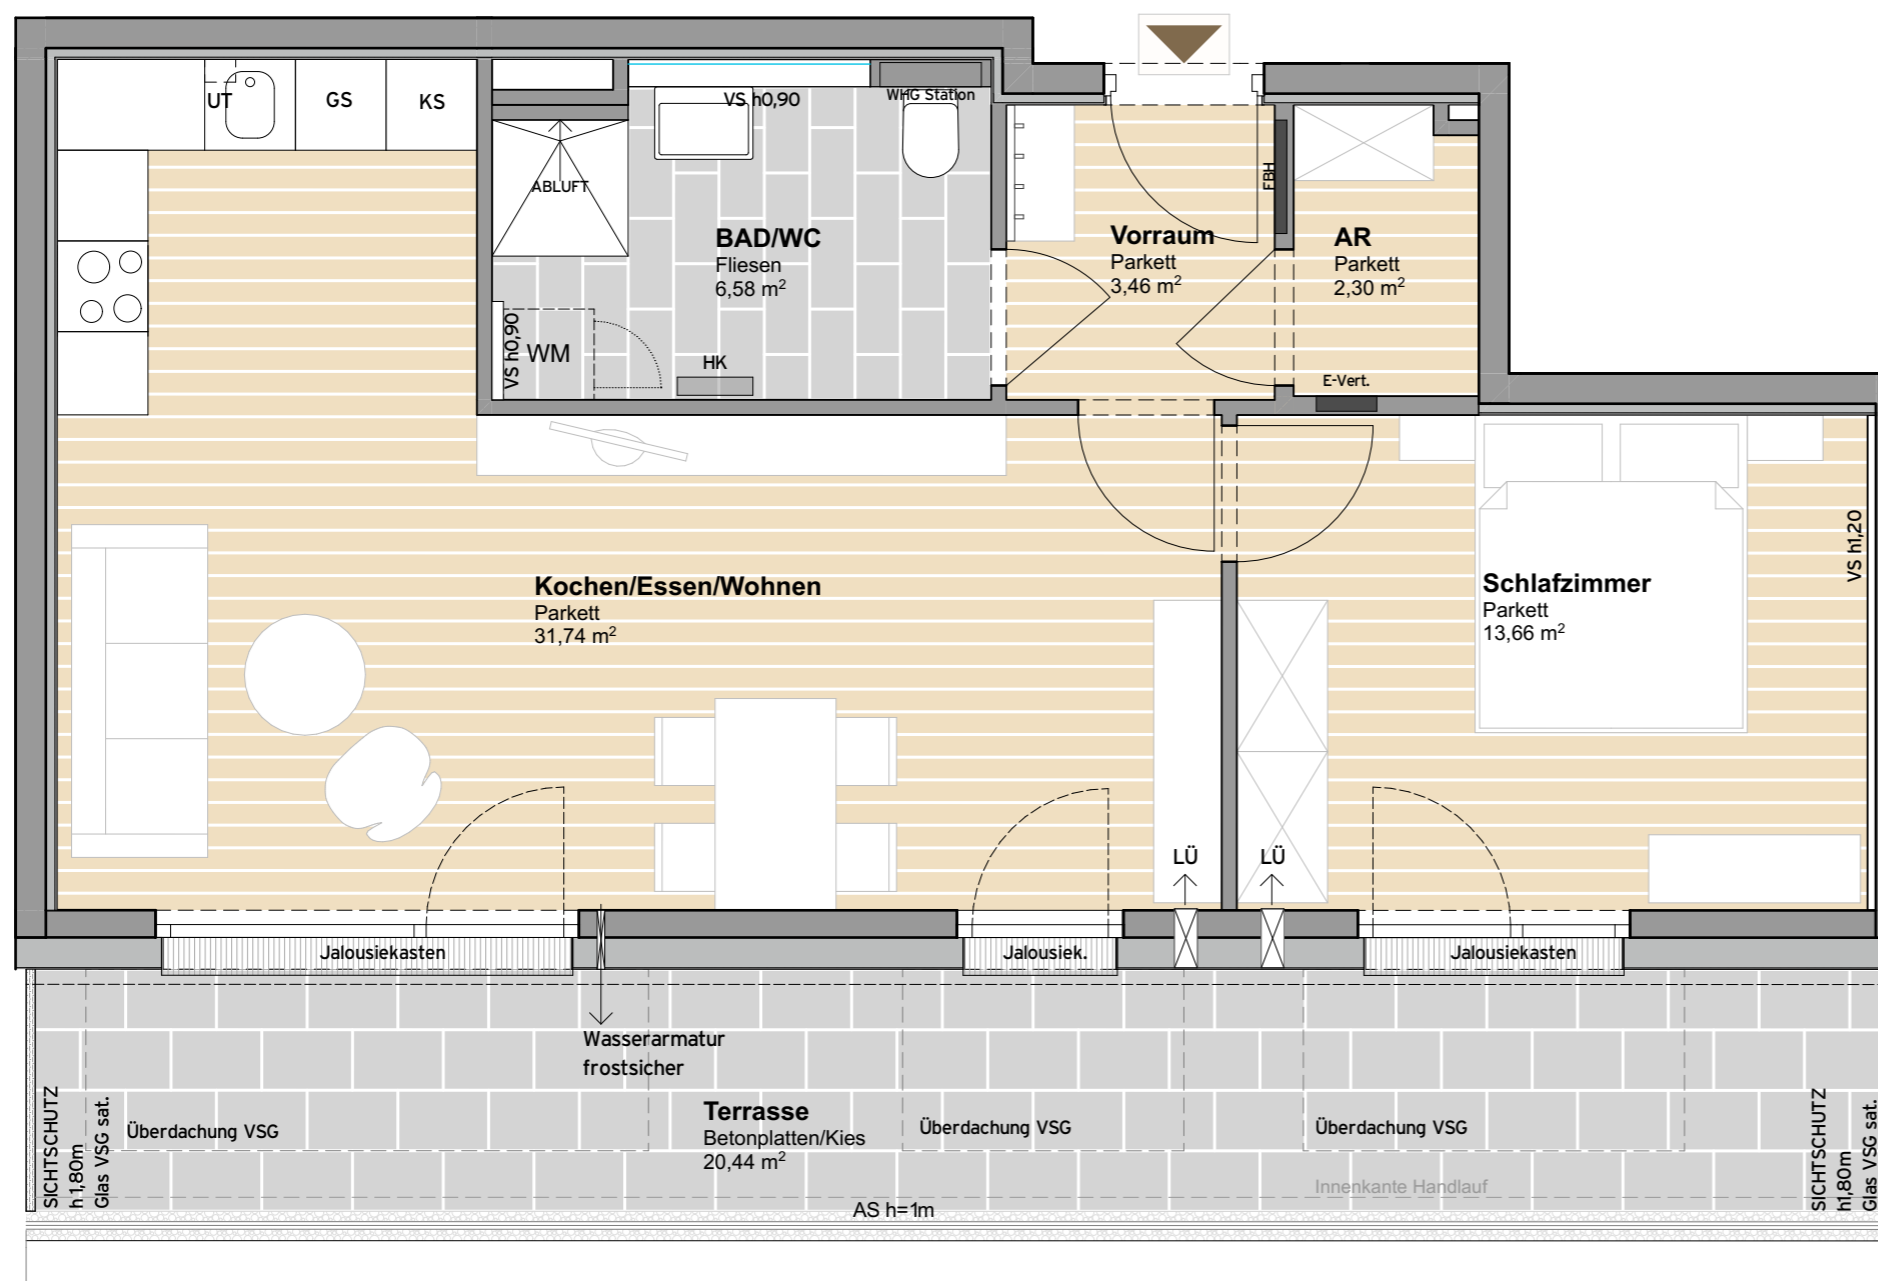 UT
GS
KS
VS h0,90
WHG Station
ABLUFT
FBH
BAD/WC
Fliesen
6,58 m²
Vorraum
Parkett
3,46 m²
AR
Parkett
2,30 m²
VS h0,90
WM
HK
E-Vert.
Kochen/Essen/Wohnen
Parkett
31,74 m²
Schlafzimmer
Parkett
13,66 m²
VS h1,20
LÜ
LÜ
Jalousiekasten
Jalousiek.
Jalousiekasten
Wasserarmatur
frostsicher
SICHTSCHUTZ
h 1,80m
Glas VSG sat.
Überdachung VSG
Terrasse
Betonplatten/Kies
20,44 m²
Überdachung VSG
Überdachung VSG
SICHTSCHUTZ
h1,80m
Glas VSG sat.
Innenkante Handlauf
AS h=1m